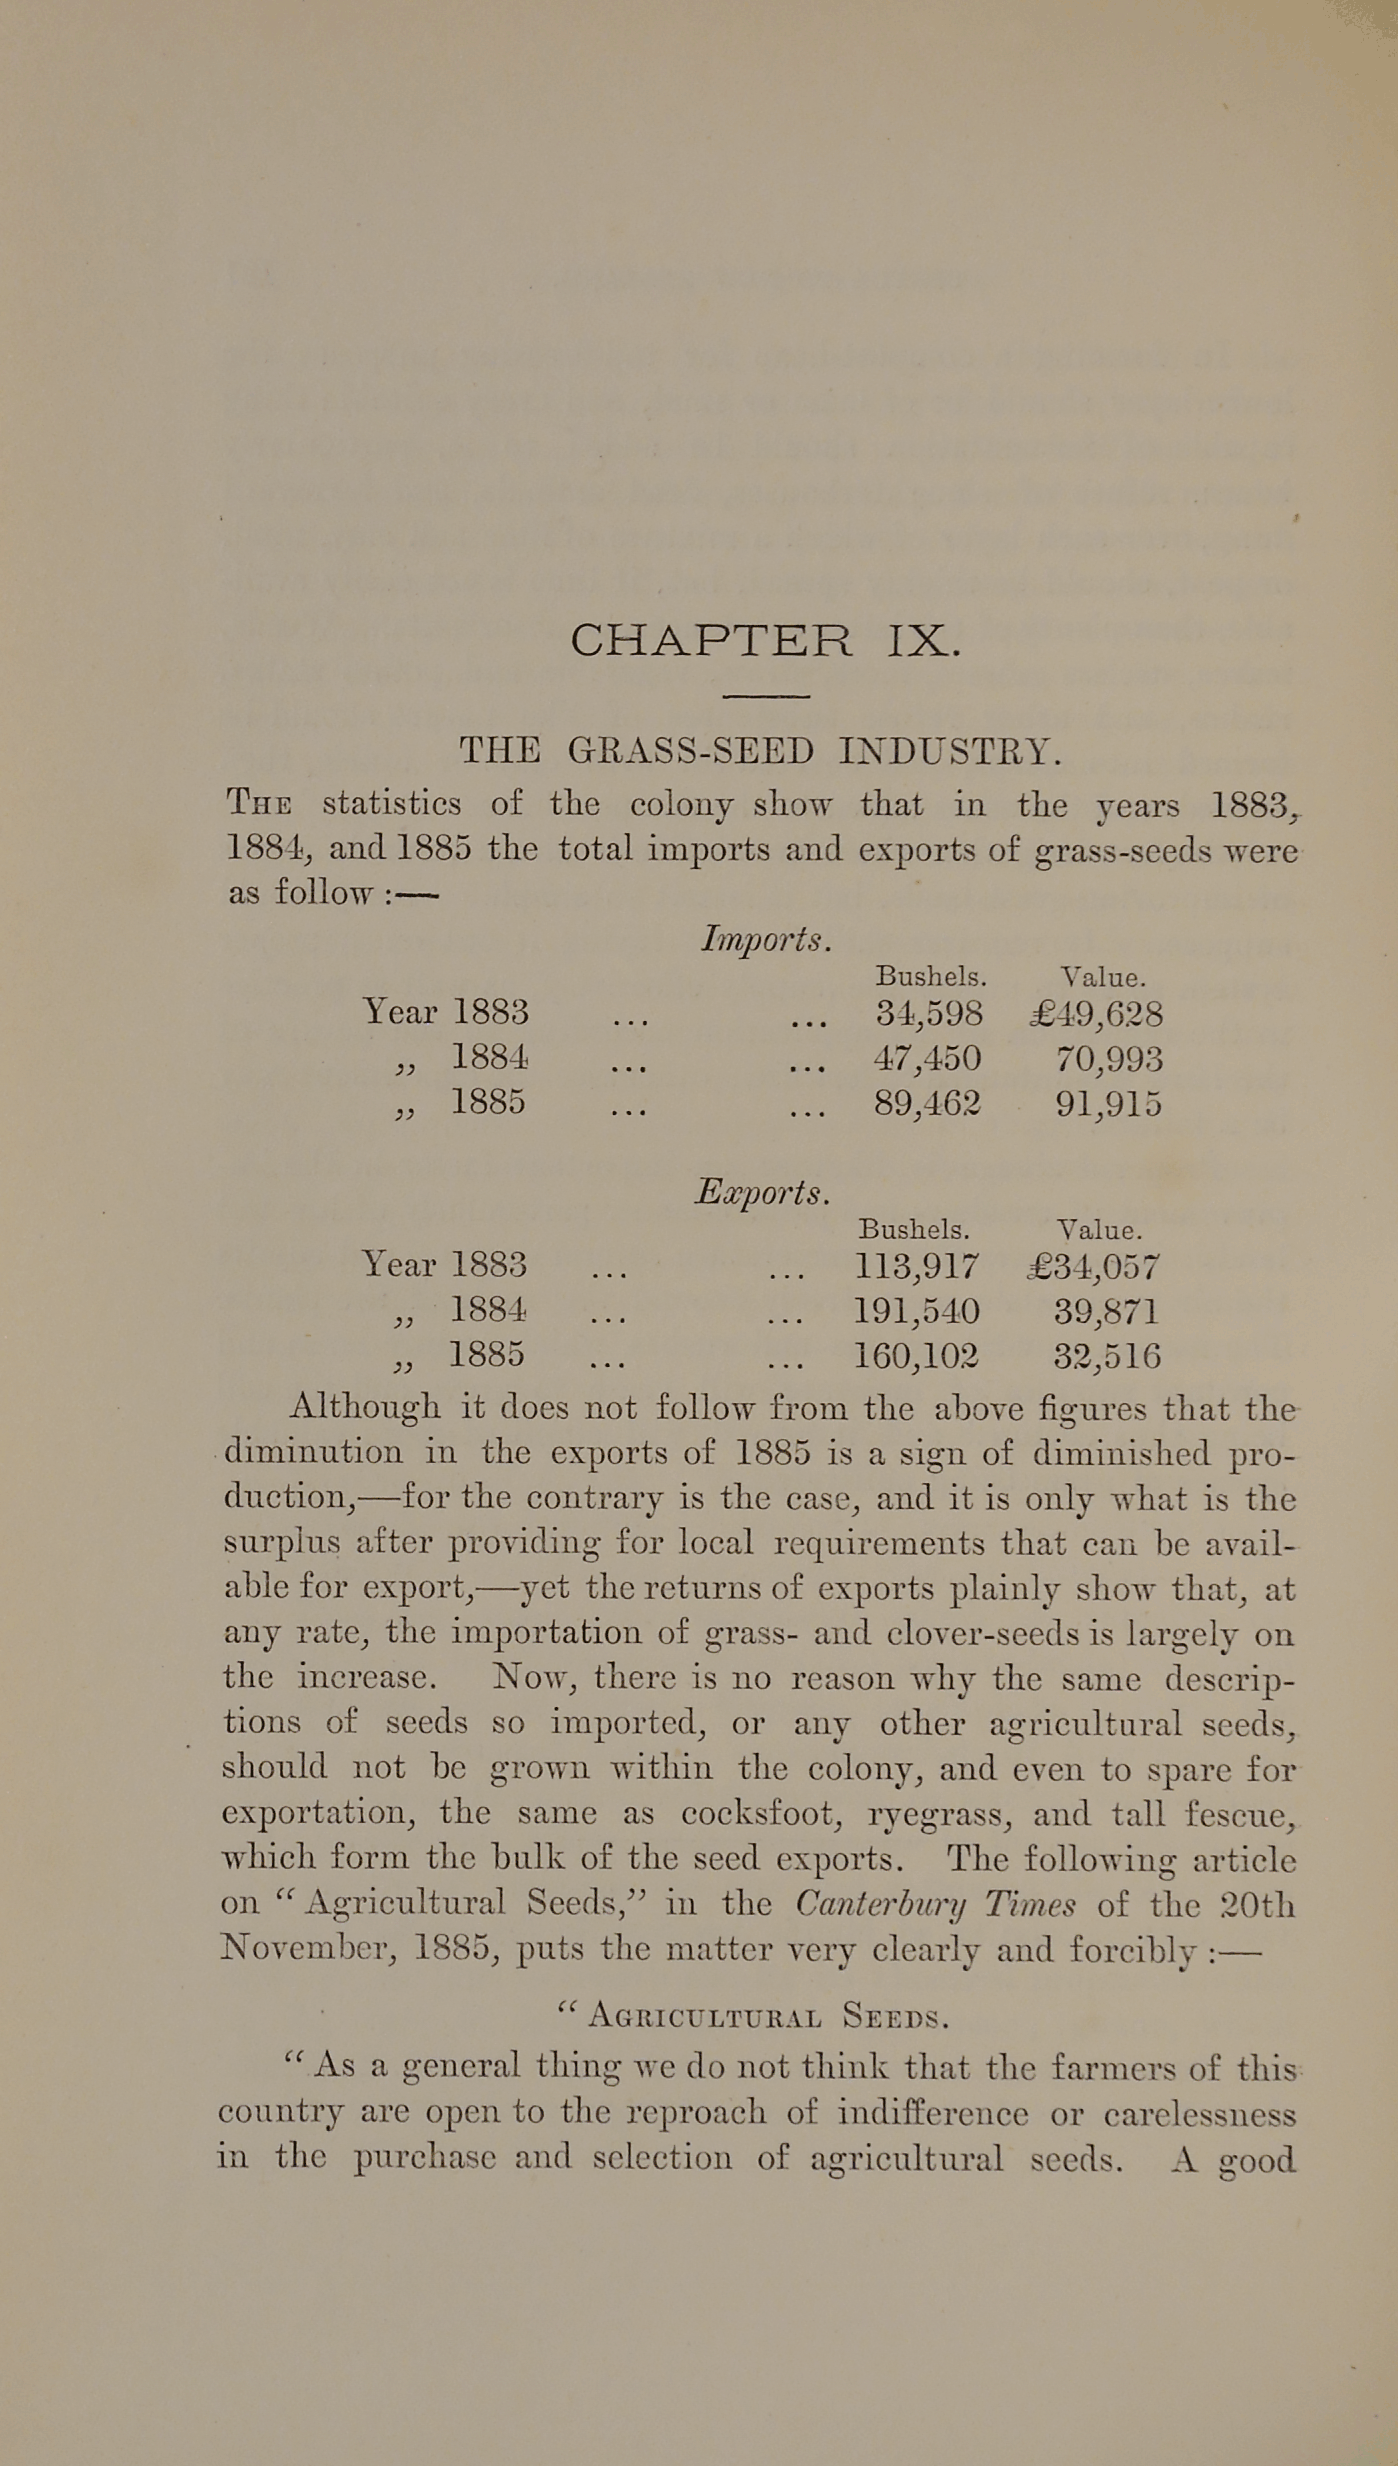 CHAPTER IX.
THE GRASS-SEED INDUSTRY.
THE statistics of the colony show that in the years 1883,
1884, and 1885 the total imports and exports of grass-seeds were
as follow :—
Imports.
Bushels. Value.
Year 1883 ... ... 34,598 £49,628
„ 1884 ... ... 47,450 70,993
„ 1885 ... ... 89,462 91,915
Exports.
Bushels. Value.
Year 1883 ... ... 113,917 £34,057
„ 1884 ... ... 191,540 39,871
„ 1885 ... ... 160,102 32,516
Although it does not follow from the above figures that the
diminution in the exports of 1885 is a sign of diminished pro-
duction,—for the contrary is the case, and it is only what is the
surplus after providing for local requirements that can be avail-
able for export,—yet the returns of exports plainly show that, at
any rate, the importation of grass- and clover-seeds is largely on
the increase. Now, there is no reason why the same descrip-
tions of seeds so imported, or any other agricultural seeds,
should not be grown within the colony, and even to spare for
exportation, the same as cocksfoot, ryegrass, and tall fescue,
which form the bulk of the seed exports. The following article
on “ Agricultural Seeds,” in the Canterbury Times of the 20th
November, 1885, puts the matter very clearly and forcibly :—
“ AGRICULTURAL SEEDS.
“ As a general thing we do not think that the farmers of this
country are open to the reproach of indifference or carelessness
in the purchase and selection of agricultural seeds. A good